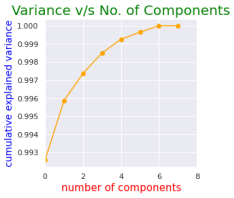 Variance v/s No. of Components
1.000
0.999
0.998
0.997
0.996
0.995
0.994
0.993
cumulative explained variance
0 2 4 6 8
number of components